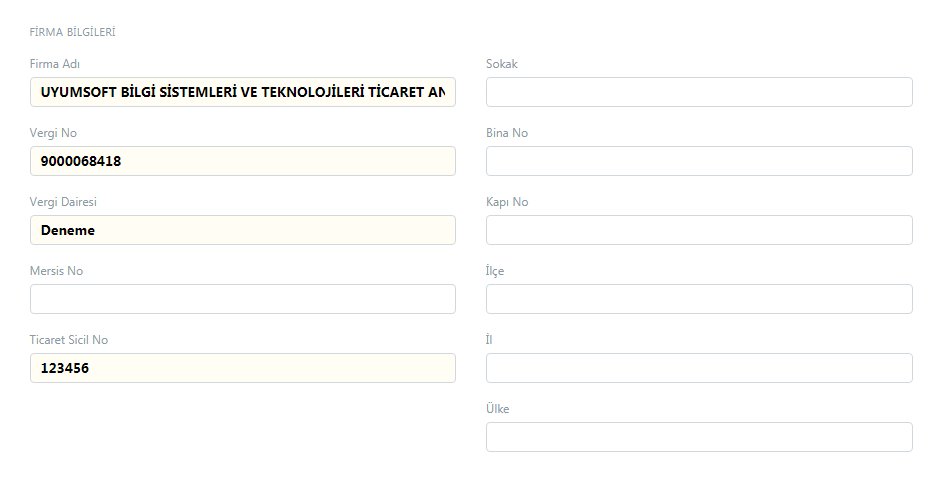 FİRMA BİLGİLERİ
Firma Adı
UYUMSOFT BİLGİ SİSTEMLERİ VE TEKNOLOJİLERİ TİCARET AN
Vergi No
9000068418
Vergi Dairesi
Deneme
Mersis No
Ticaret Sicil No
123456
Sokak
Bina No
Kapı No
İlçe
İl
Ülke